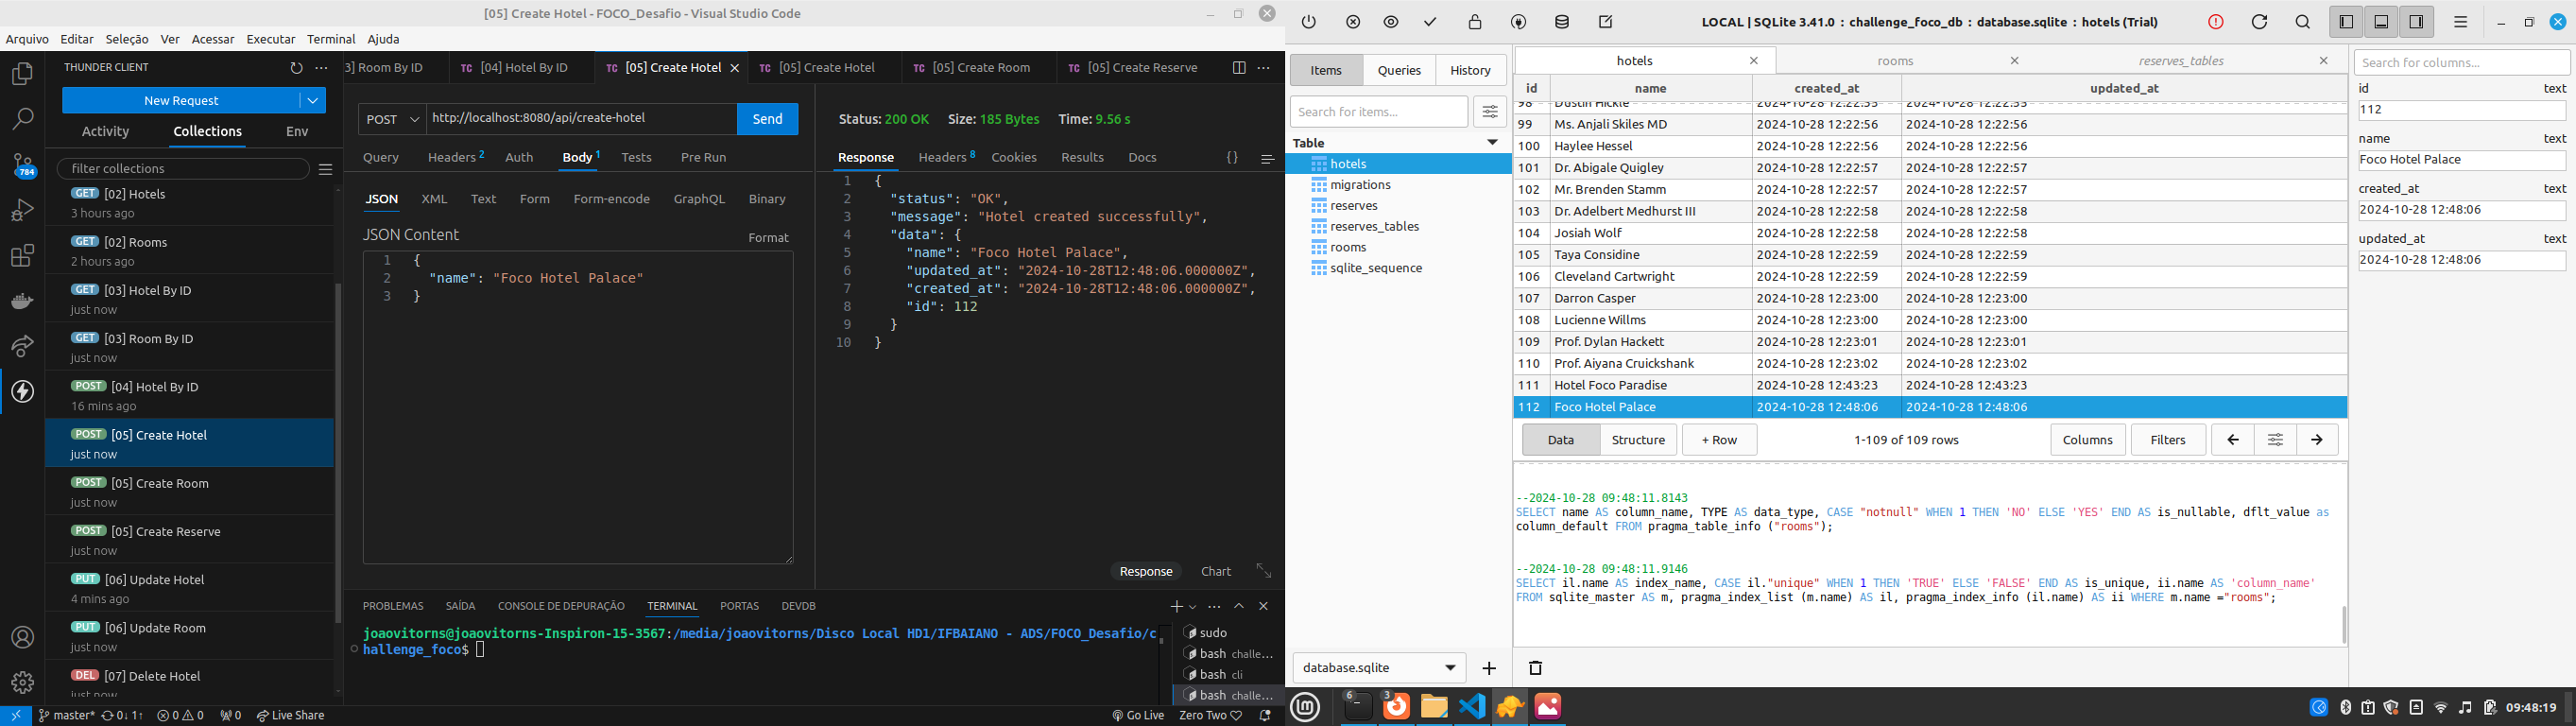 [05] Create Hotel - FOCO_Desafio - Visual Studio Code
Arquivo Editar Seleção Ver Acessar Executar Terminal Ajuda
THUNDER CLIENT
New Request
Activity Collections Env
filter collections
GET [02] Hotels
3 hours ago
GET [02] Rooms
2 hours ago
GET [03] Hotel By ID
just now
GET [03] Room By ID
just now
POST [04] Hotel By ID
16 mins ago
POST [05] Create Hotel
just now
POST [05] Create Room
just now
POST [05] Create Reserve
just now
PUT [06] Update Hotel
4 mins ago
PUT [06] Update Room
just now
DEL [07] Delete Hotel
just now
784
3] Room By ID
TC [04] Hotel By ID
TC [05] Create Hotel
TC [05] Create Hotel
TC [05] Create Room
TC [05] Create Reserve
POST http://localhost:8080/api/create-hotel Send
Query Headers 2 Auth Body 1 Tests Pre Run
JSON XML Text Form Form-encode GraphQL Binary
JSON Content Format
1 {
2 "name": "Foco Hotel Palace"
3 }
Status: 200 OK Size: 185 Bytes Time: 9.56 s
Response Headers 8 Cookies Results Docs {}
1 {
2 "status": "OK",
3 "message": "Hotel created successfully",
4 "data": {
5 "name": "Foco Hotel Palace",
6 "updated_at": "2024-10-28T12:48:06.000000Z",
7 "created_at": "2024-10-28T12:48:06.000000Z",
8 "id": 112
9 }
10 }
Response Chart
PROBLEMAS SAÍDA CONSOLE DE DEPURAÇÃO TERMINAL PORTAS DEVDB
joaovitorns@joaovitorns-Inspiron-15-3567:/media/joaovitorns/Disco Local HD1/IFBAIANO - ADS/FOCO_Desafio/c
hallenge_foco$
sudo
bash challe...
bash cli
bash challe...
master* 0↓ 1↑ 0 0 0 Live Share
Go Live Zero Two
LOCAL | SQLite 3.41.0 : challenge_foco_db : database.sqlite : hotels (Trial)
Items Queries History
Search for items...
Table
hotels
migrations
reserves
reserves_tables
rooms
sqlite_sequence
database.sqlite
hotels rooms reserves_tables
id name created_at updated_at
98 Dustin Hickle 2024-10-28 12:22:55 2024-10-28 12:22:55
99 Ms. Anjali Skiles MD 2024-10-28 12:22:56 2024-10-28 12:22:56
100 Haylee Hessel 2024-10-28 12:22:56 2024-10-28 12:22:56
101 Dr. Abigale Quigley 2024-10-28 12:22:57 2024-10-28 12:22:57
102 Mr. Brenden Stamm 2024-10-28 12:22:57 2024-10-28 12:22:57
103 Dr. Adelbert Medhurst III 2024-10-28 12:22:58 2024-10-28 12:22:58
104 Josiah Wolf 2024-10-28 12:22:58 2024-10-28 12:22:58
105 Taya Considine 2024-10-28 12:22:59 2024-10-28 12:22:59
106 Cleveland Cartwright 2024-10-28 12:22:59 2024-10-28 12:22:59
107 Darron Casper 2024-10-28 12:23:00 2024-10-28 12:23:00
108 Lucienne Willms 2024-10-28 12:23:00 2024-10-28 12:23:00
109 Prof. Dylan Hackett 2024-10-28 12:23:01 2024-10-28 12:23:01
110 Prof. Aiyana Cruickshank 2024-10-28 12:23:02 2024-10-28 12:23:02
111 Hotel Foco Paradise 2024-10-28 12:43:23 2024-10-28 12:43:23
112 Foco Hotel Palace 2024-10-28 12:48:06 2024-10-28 12:48:06
Data Structure + Row 1-109 of 109 rows Columns Filters
--2024-10-28 09:48:11.8143
SELECT name AS column_name, TYPE AS data_type, CASE "notnull" WHEN 1 THEN 'NO' ELSE 'YES' END AS is_nullable, dflt_value as
column_default FROM pragma_table_info ("rooms");
--2024-10-28 09:48:11.9146
SELECT il.name AS index_name, CASE il."unique" WHEN 1 THEN 'TRUE' ELSE 'FALSE' END AS is_unique, ii.name AS 'column_name'
FROM sqlite_master AS m, pragma_index_list (m.name) AS il, pragma_index_info (il.name) AS ii WHERE m.name ="rooms";
Search for columns...
id text
112
name text
Foco Hotel Palace
created_at text
2024-10-28 12:48:06
updated_at text
2024-10-28 12:48:06
6 3
09:48:19